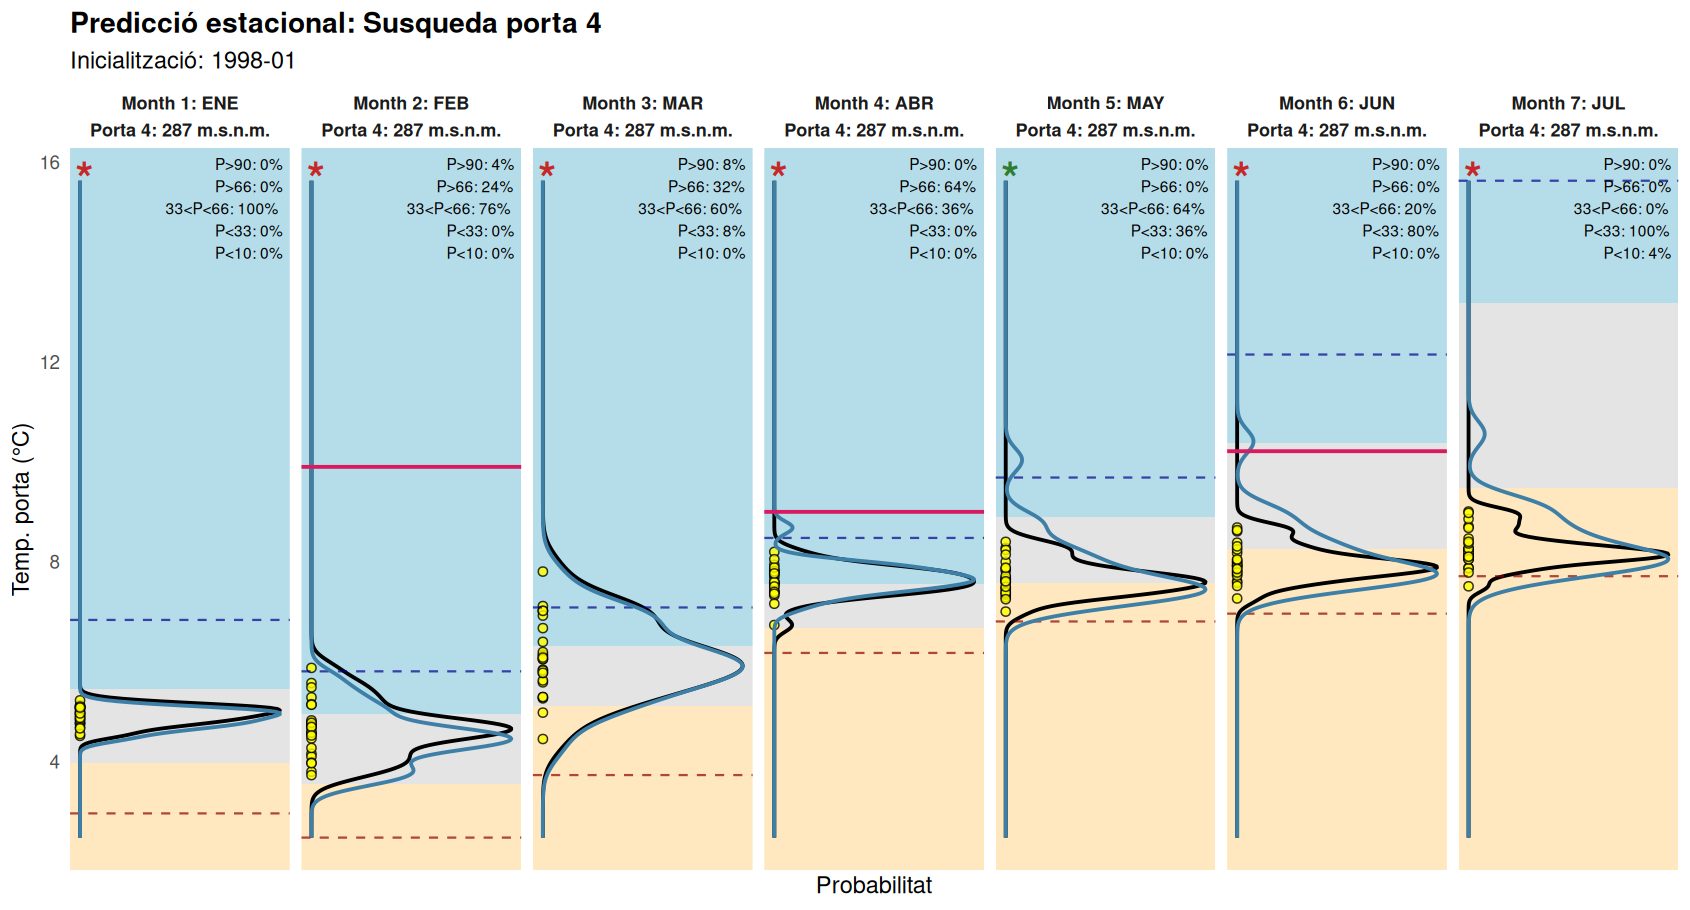 Predicció estacional: Susqueda porta 4
Inicialització: 1998-01
Month 1: ENE
Porta 4: 287 m.s.n.m.
Month 2: FEB
Porta 4: 287 m.s.n.m.
Month 3: MAR
Porta 4: 287 m.s.n.m.
Month 4: ABR
Porta 4: 287 m.s.n.m.
Month 5: MAY
Porta 4: 287 m.s.n.m.
Month 6: JUN
Porta 4: 287 m.s.n.m.
Month 7: JUL
Porta 4: 287 m.s.n.m.
Temp. porta (°C)
16
12
8
4
*
P>90: 0%
P>66: 0%
33<P<66: 100%
P<33: 0%
P<10: 0%
*
P>90: 4%
P>66: 24%
33<P<66: 76%
P<33: 0%
P<10: 0%
*
P>90: 8%
P>66: 32%
33<P<66: 60%
P<33: 8%
P<10: 0%
*
P>90: 0%
P>66: 64%
33<P<66: 36%
P<33: 0%
P<10: 0%
*
P>90: 0%
P>66: 0%
33<P<66: 64%
P<33: 36%
P<10: 0%
*
P>90: 0%
P>66: 0%
33<P<66: 20%
P<33: 80%
P<10: 0%
*
P>90: 0%
P>66: 0%
33<P<66: 0%
P<33: 100%
P<10: 4%
Probabilitat